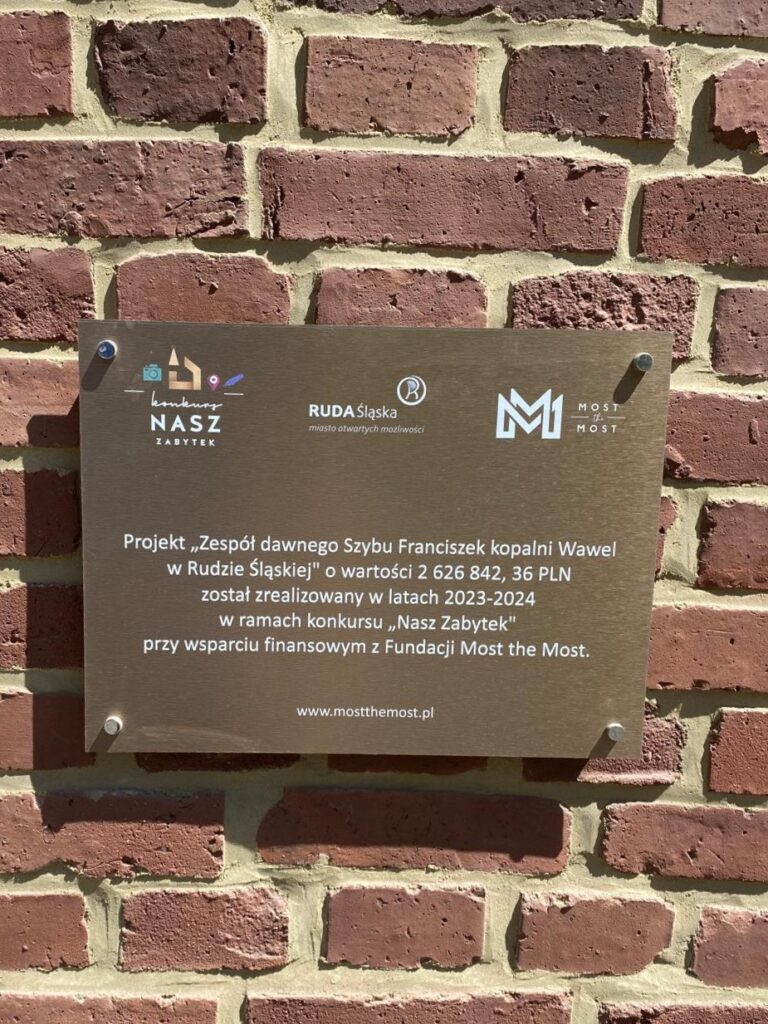 konkurs
NASZ
ZABYTEK
RUDA Śląska
miasto otwartych możliwości
MOST
the
MOST
Projekt „Zespół dawnego Szybu Franciszek kopalni Wawel
w Rudzie Śląskiej" o wartości 2 626 842, 36 PLN
został zrealizowany w latach 2023-2024
w ramach konkursu „Nasz Zabytek"
przy wsparciu finansowym z Fundacji Most the Most.
www.mostthemost.pl